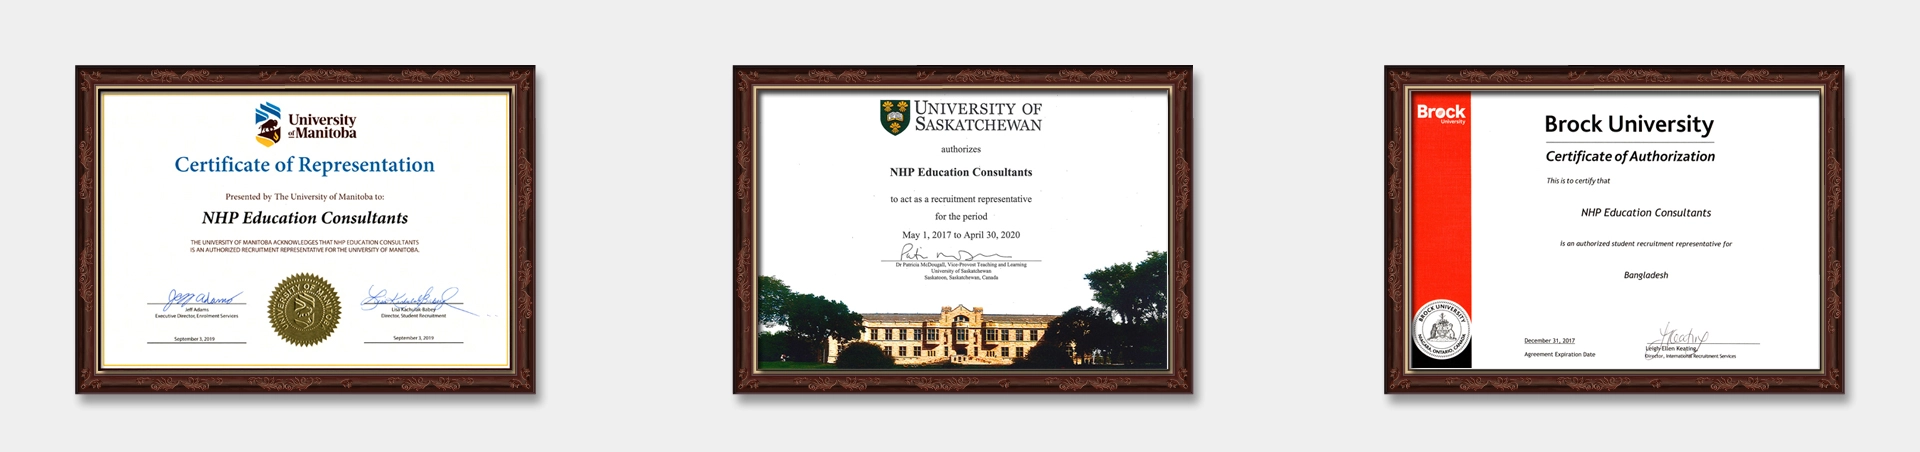 University
of Manitoba
Certificate of Representation
Presented by The University of Manitoba to:
NHP Education Consultants
THE UNIVERSITY OF MANITOBA ACKNOWLEDGES THAT NHP EDUCATION CONSULTANTS
IS AN AUTHORIZED RECRUITMENT REPRESENTATIVE FOR THE UNIVERSITY OF MANITOBA.
Jeff Adams
Jeff Adams
Executive Director, Enrolment Services
September 3, 2019
UNIVERSITY OF MANITOBA
Lisa Kachulak Babey
Director, Student Recruitment
September 3, 2019
UNIVERSITY OF
SASKATCHEWAN
authorizes
NHP Education Consultants
to act as a recruitment representative
for the period
May 1, 2017 to April 30, 2020
Dr Patricia McDougall, Vice-Provost Teaching and Learning
University of Saskatchewan
Saskatoon, Saskatchewan, Canada
Brock
University
Brock University
Certificate of Authorization
This is to certify that
NHP Education Consultants
is an authorized student recruitment representative for
Bangladesh
BROCK UNIVERSITY
NIAGARA, ONTARIO, CANADA
December 31, 2017
Agreement Expiration Date
Leigh-Ellen Keating
Director, International Recruitment Services